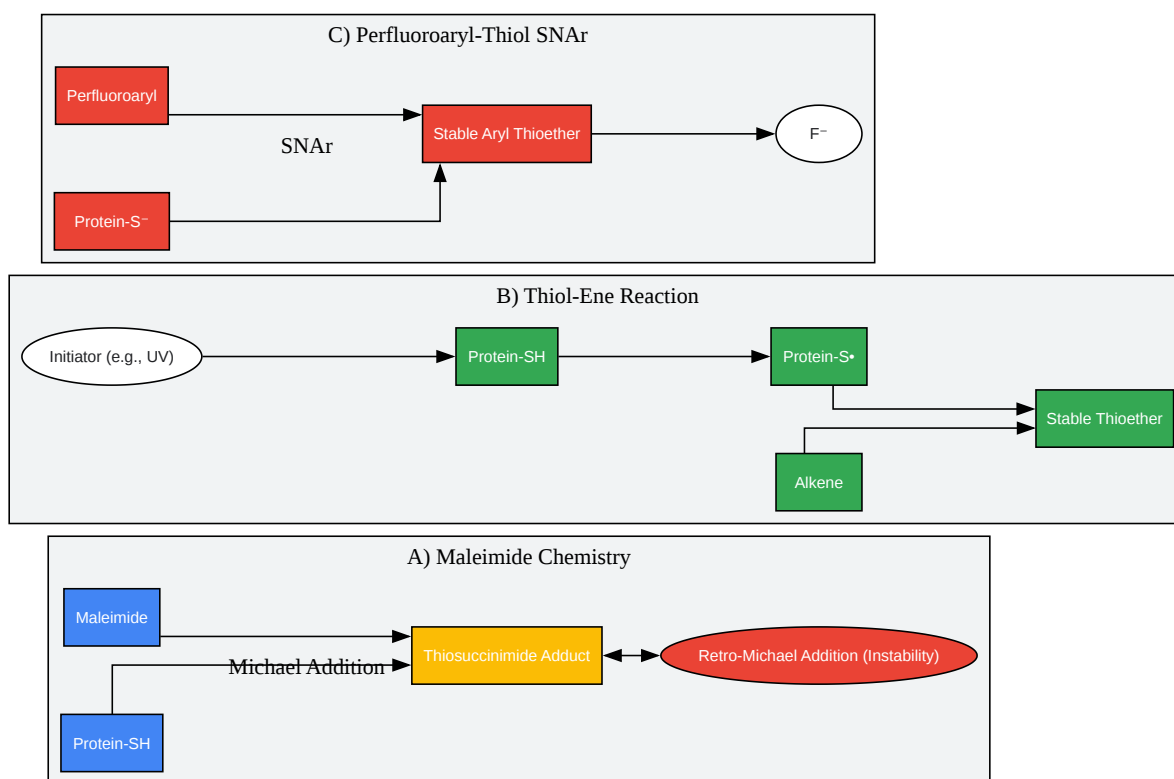 C) Perfluoroaryl-Thiol SNAr
Perfluoroaryl
SNAr
Stable Aryl Thioether
F⁻
Protein-S⁻
B) Thiol-Ene Reaction
Initiator (e.g., UV)
Protein-SH
Protein-S•
Stable Thioether
Alkene
A) Maleimide Chemistry
Maleimide
Michael Addition
Thiosuccinimide Adduct
Retro-Michael Addition (Instability)
Protein-SH